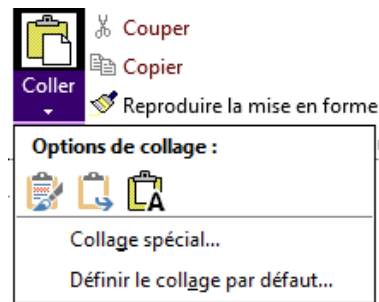 Couper
Copier
Coller
Reproduire la mise en forme
Options de collage :
A
Collage spécial...
Définir le collage par défaut...